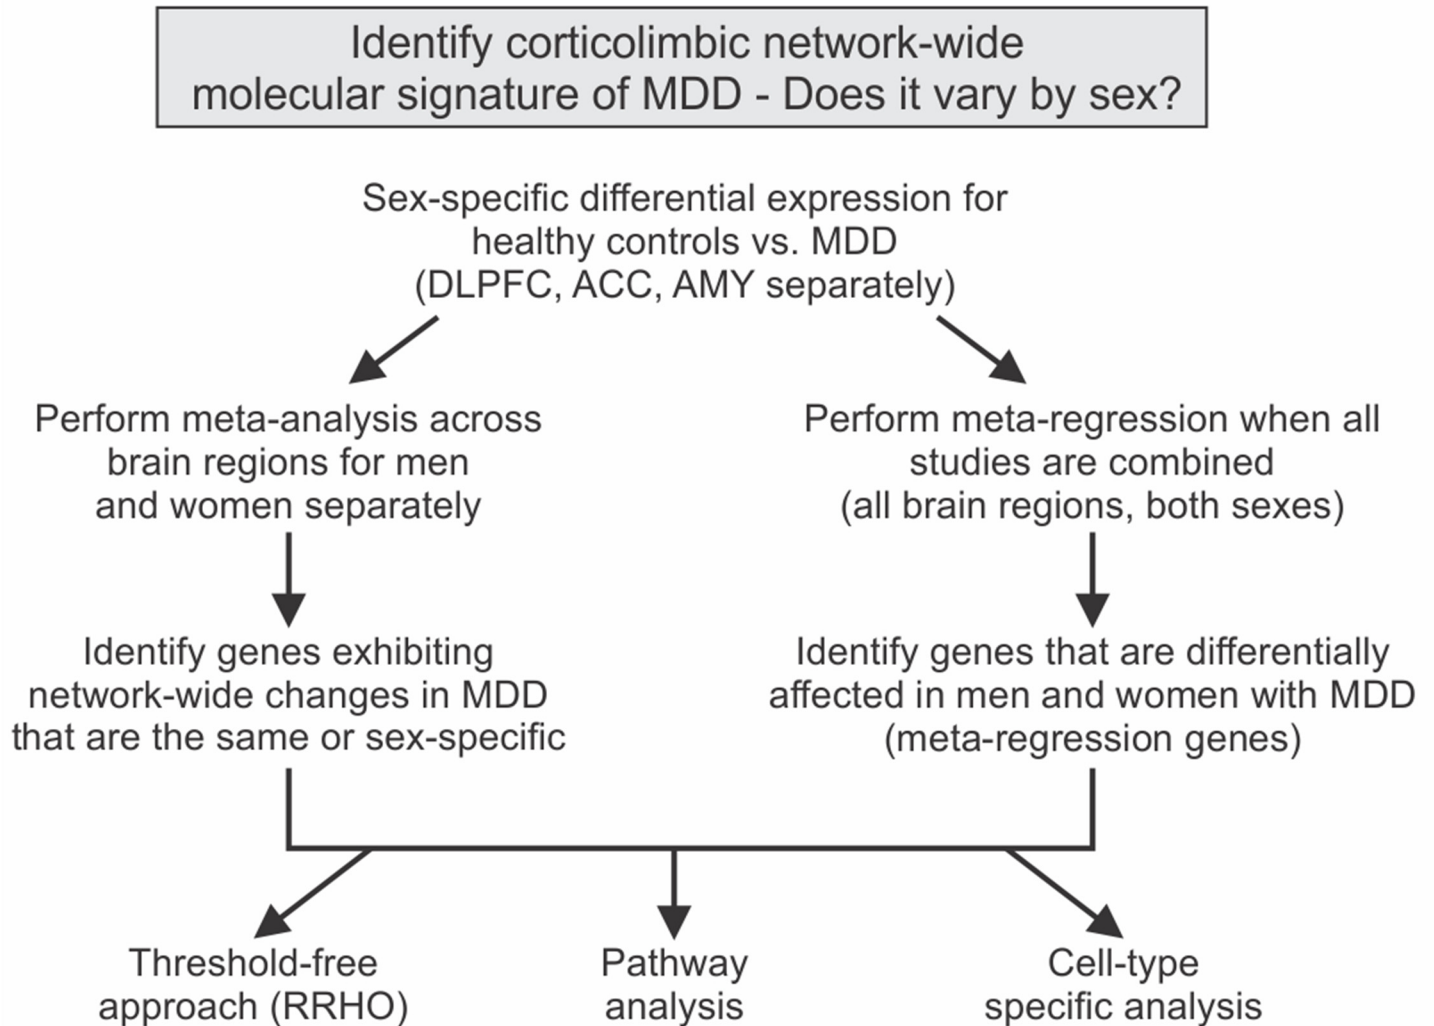 Identify corticolimbic network-wide
molecular signature of MDD - Does it vary by sex?
Sex-specific differential expression for
healthy controls vs. MDD
(DLPFC, ACC, AMY separately)
Perform meta-analysis across
brain regions for men
and women separately
Perform meta-regression when all
studies are combined
(all brain regions, both sexes)
Identify genes exhibiting
network-wide changes in MDD
that are the same or sex-specific
Identify genes that are differentially
affected in men and women with MDD
(meta-regression genes)
Threshold-free
approach (RRHO)
Pathway
analysis
Cell-type
specific analysis